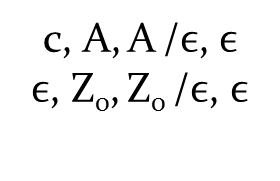 c, A, A /ϵ, ϵ
ϵ, Z₀, Z₀ /ϵ, ϵ